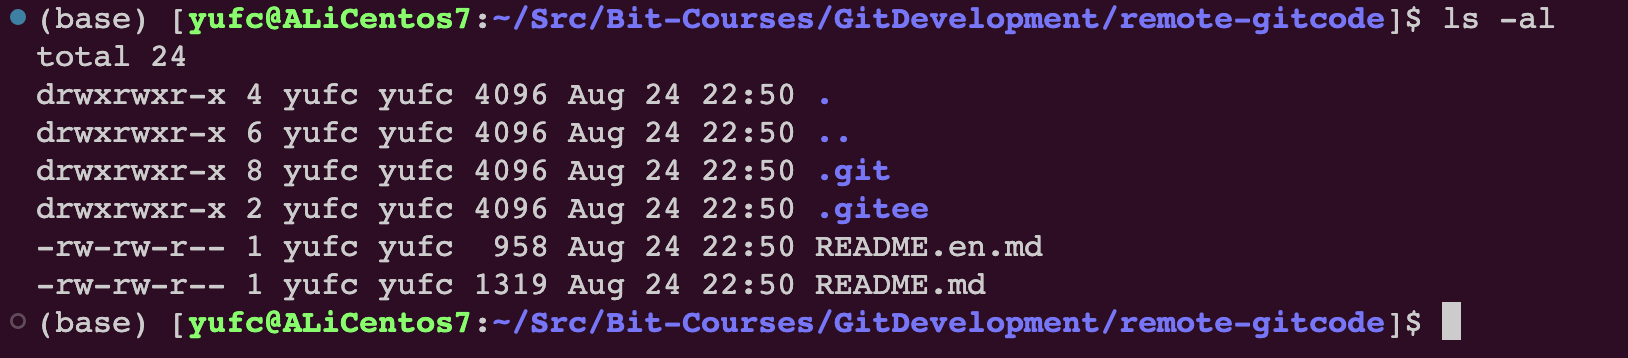 (base) [yufc@ALiCentos7:~/Src/Bit-Courses/GitDevelopment/remote-gitcode]$ ls -al
total 24
drwxrwxr-x 4 yufc yufc 4096 Aug 24 22:50 .
drwxrwxr-x 6 yufc yufc 4096 Aug 24 22:50 ..
drwxrwxr-x 8 yufc yufc 4096 Aug 24 22:50 .git
drwxrwxr-x 2 yufc yufc 4096 Aug 24 22:50 .gitee
-rw-rw-r-- 1 yufc yufc  958 Aug 24 22:50 README.en.md
-rw-rw-r-- 1 yufc yufc 1319 Aug 24 22:50 README.md
(base) [yufc@ALiCentos7:~/Src/Bit-Courses/GitDevelopment/remote-gitcode]$